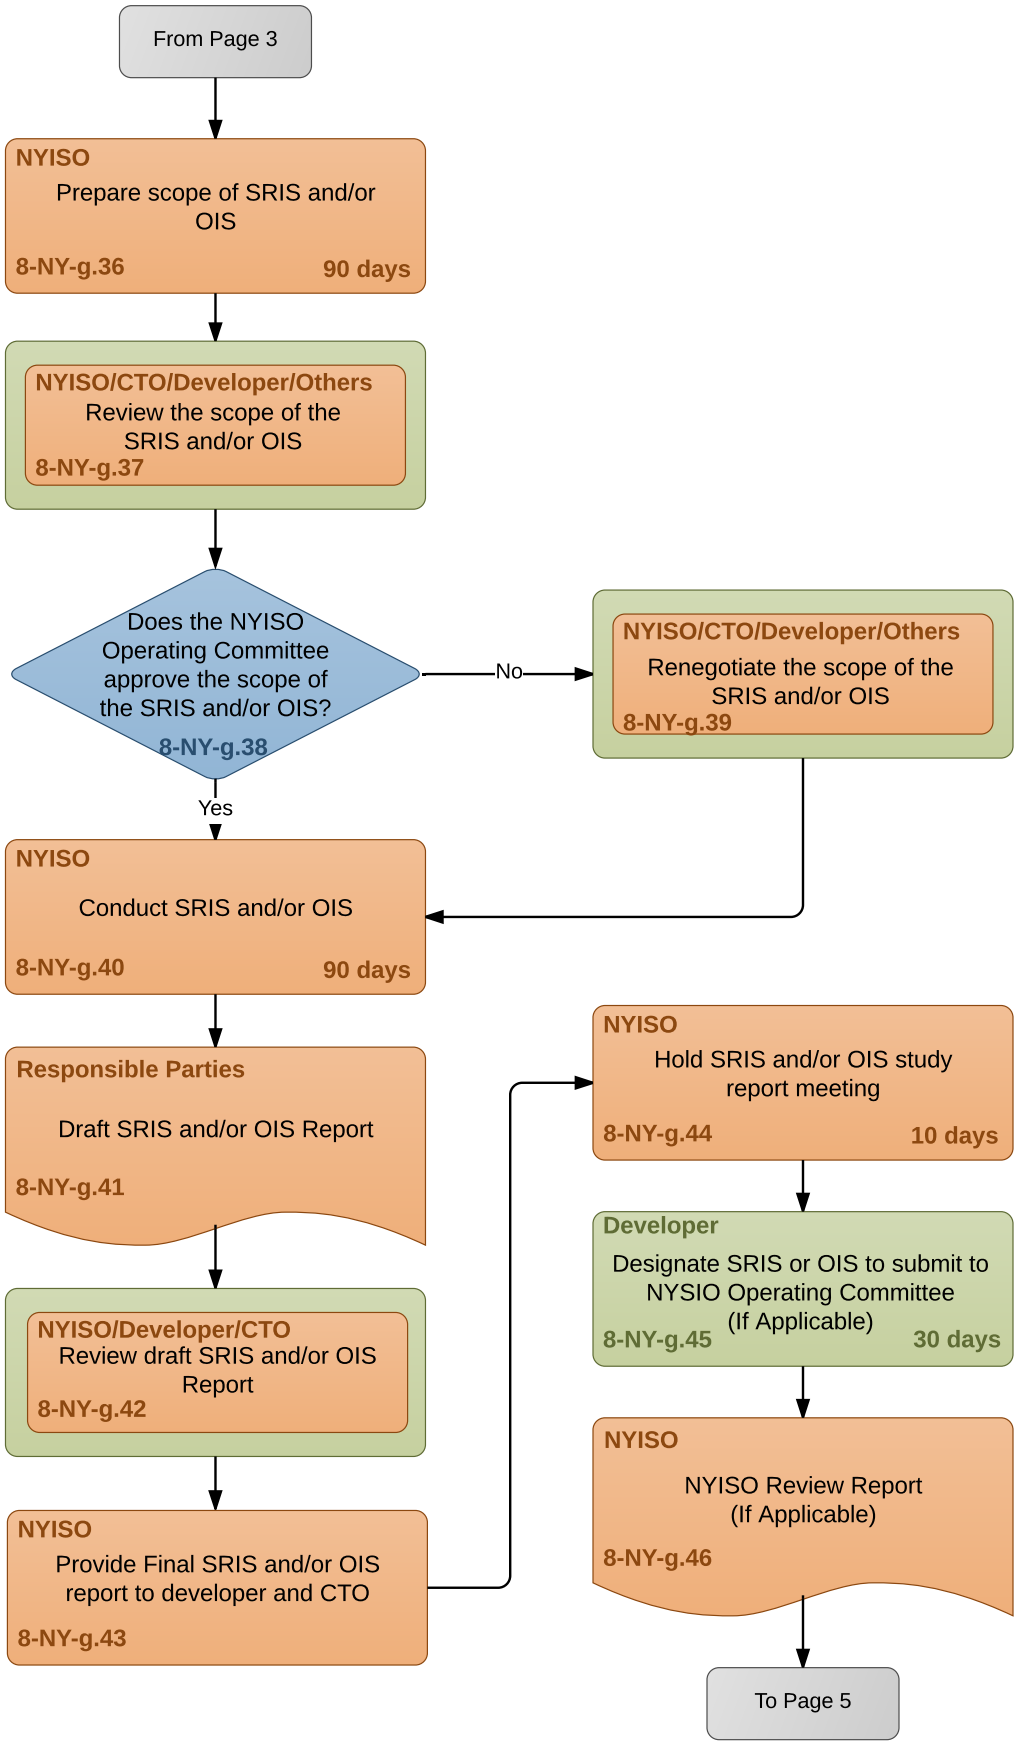 From Page 3
NYISO
Prepare scope of SRIS and/or
OIS
8-NY-g.36
90 days
NYISO/CTO/Developer/Others
Review the scope of the
SRIS and/or OIS
8-NY-g.37
Does the NYISO
Operating Committee
approve the scope of
the SRIS and/or OIS?
8-NY-g.38
No
NYISO/CTO/Developer/Others
Renegotiate the scope of the
SRIS and/or OIS
8-NY-g.39
Yes
NYISO
Conduct SRIS and/or OIS
8-NY-g.40
90 days
Responsible Parties
Draft SRIS and/or OIS Report
8-NY-g.41
NYISO/Developer/CTO
Review draft SRIS and/or OIS
Report
8-NY-g.42
NYISO
Provide Final SRIS and/or OIS
report to developer and CTO
8-NY-g.43
NYISO
Hold SRIS and/or OIS study
report meeting
8-NY-g.44
10 days
Developer
Designate SRIS or OIS to submit to
NYSIO Operating Committee
(If Applicable)
8-NY-g.45
30 days
NYISO
NYISO Review Report
(If Applicable)
8-NY-g.46
To Page 5